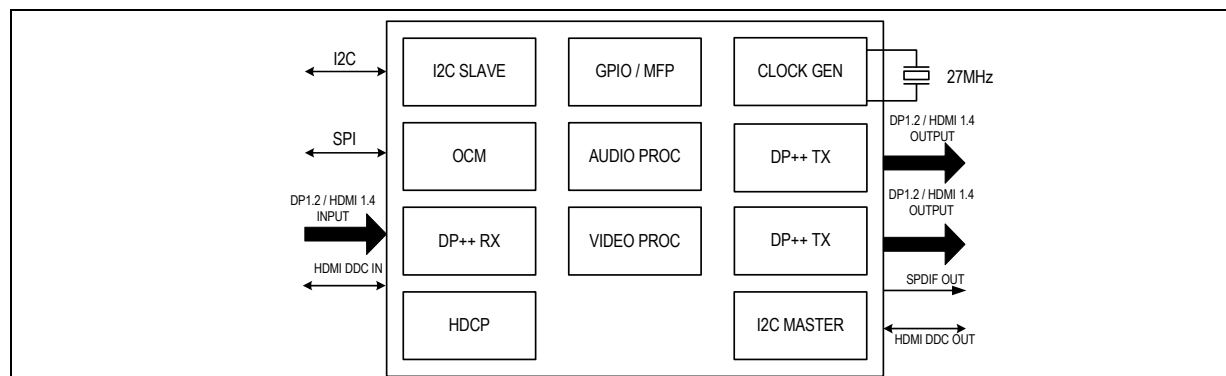 I2C
I2C SLAVE
GPIO / MFP
CLOCK GEN
27MHz
SPI
OCM
AUDIO PROC
DP++ TX
DP1.2 / HDMI 1.4
OUTPUT
DP1.2 / HDMI 1.4
INPUT
DP++ RX
VIDEO PROC
DP++ TX
DP1.2 / HDMI 1.4
OUTPUT
HDMI DDC IN
SPDIF OUT
HDCP
I2C MASTER
HDMI DDC OUT